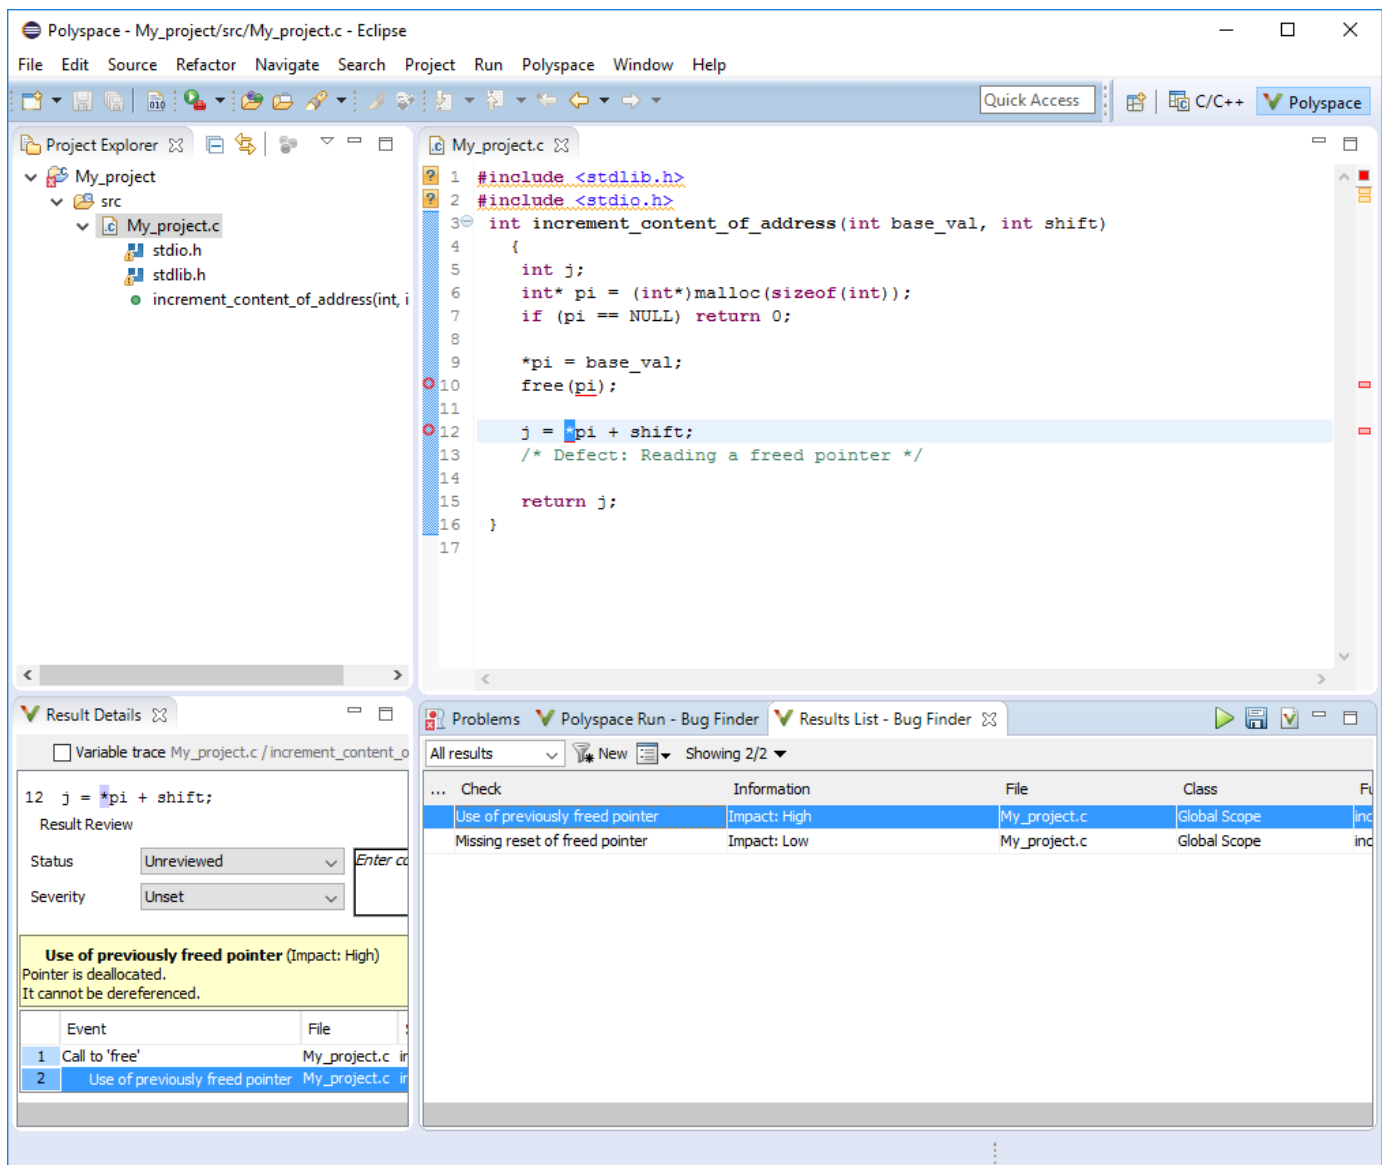 Polyspace - My_project/src/My_project.c - Eclipse
File Edit Source Refactor Navigate Search Project Run Polyspace Window Help
010 Quick Access C/C++ Polyspace
Project Explorer
My_project
src
.c My_project.c
stdio.h
stdlib.h
increment_content_of_address(int, i
.c My_project.c
1 #include <stdlib.h>
2 #include <stdio.h>
3 int increment_content_of_address(int base_val, int shift)
4 {
5 int j;
6 int* pi = (int*)malloc(sizeof(int));
7 if (pi == NULL) return 0;
8
9 *pi = base_val;
10 free(pi);
11
12 j = *pi + shift;
13 /* Defect: Reading a freed pointer */
14
15 return j;
16 }
17
Result Details
Variable trace My_project.c / increment_content_o
12 j = *pi + shift;
Result Review
Status Unreviewed Enter co
Severity Unset
Use of previously freed pointer (Impact: High)
Pointer is deallocated.
It cannot be dereferenced.
Event File
1 Call to 'free' My_project.c in
2 Use of previously freed pointer My_project.c in
Problems Polyspace Run - Bug Finder Results List - Bug Finder
All results New Showing 2/2
... Check Information File Class Fu
Use of previously freed pointer Impact: High My_project.c Global Scope inc
Missing reset of freed pointer Impact: Low My_project.c Global Scope inc